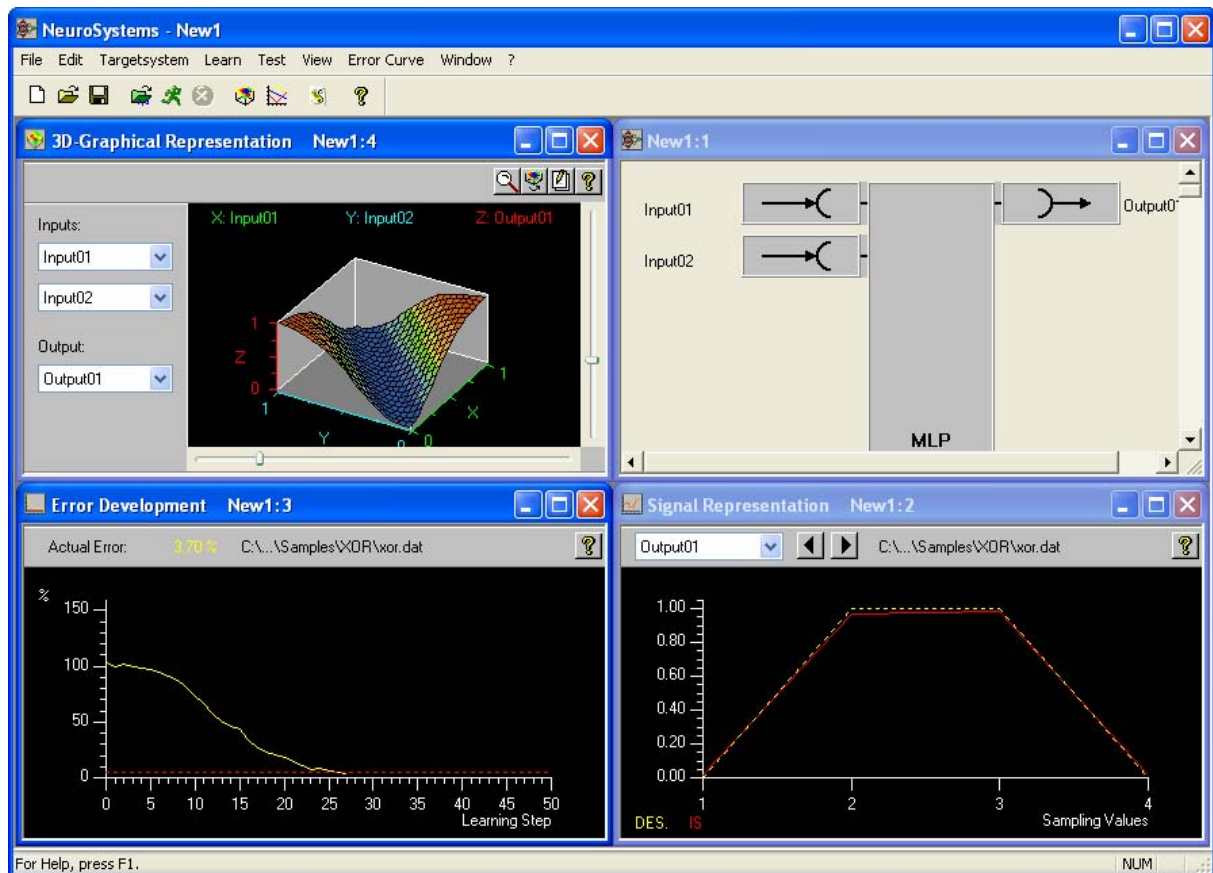 NeuroSystems - New1
File Edit Targetsystem Learn Test View Error Curve Window ?
3D-Graphical Representation New1:4
Inputs:
Input01
Input02
Output:
Output01
X: Input01 Y: Input02 Z: Output01
1
Z
0
1
Y
0
0
X
1
New1:1
Input01
Input02
Output0
MLP
Error Development New1:3
Actual Error: 3.70 % C:\...\Samples\XOR\xor.dat
%
150
100
50
0
0 5 10 15 20 25 30 35 40 45 50
Learning Step
Signal Representation New1:2
Output01 C:\...\Samples\XOR\xor.dat
1.00
0.80
0.60
0.40
0.20
0.00
1 2 3 4
DES. IS Sampling Values
For Help, press F1. NUM